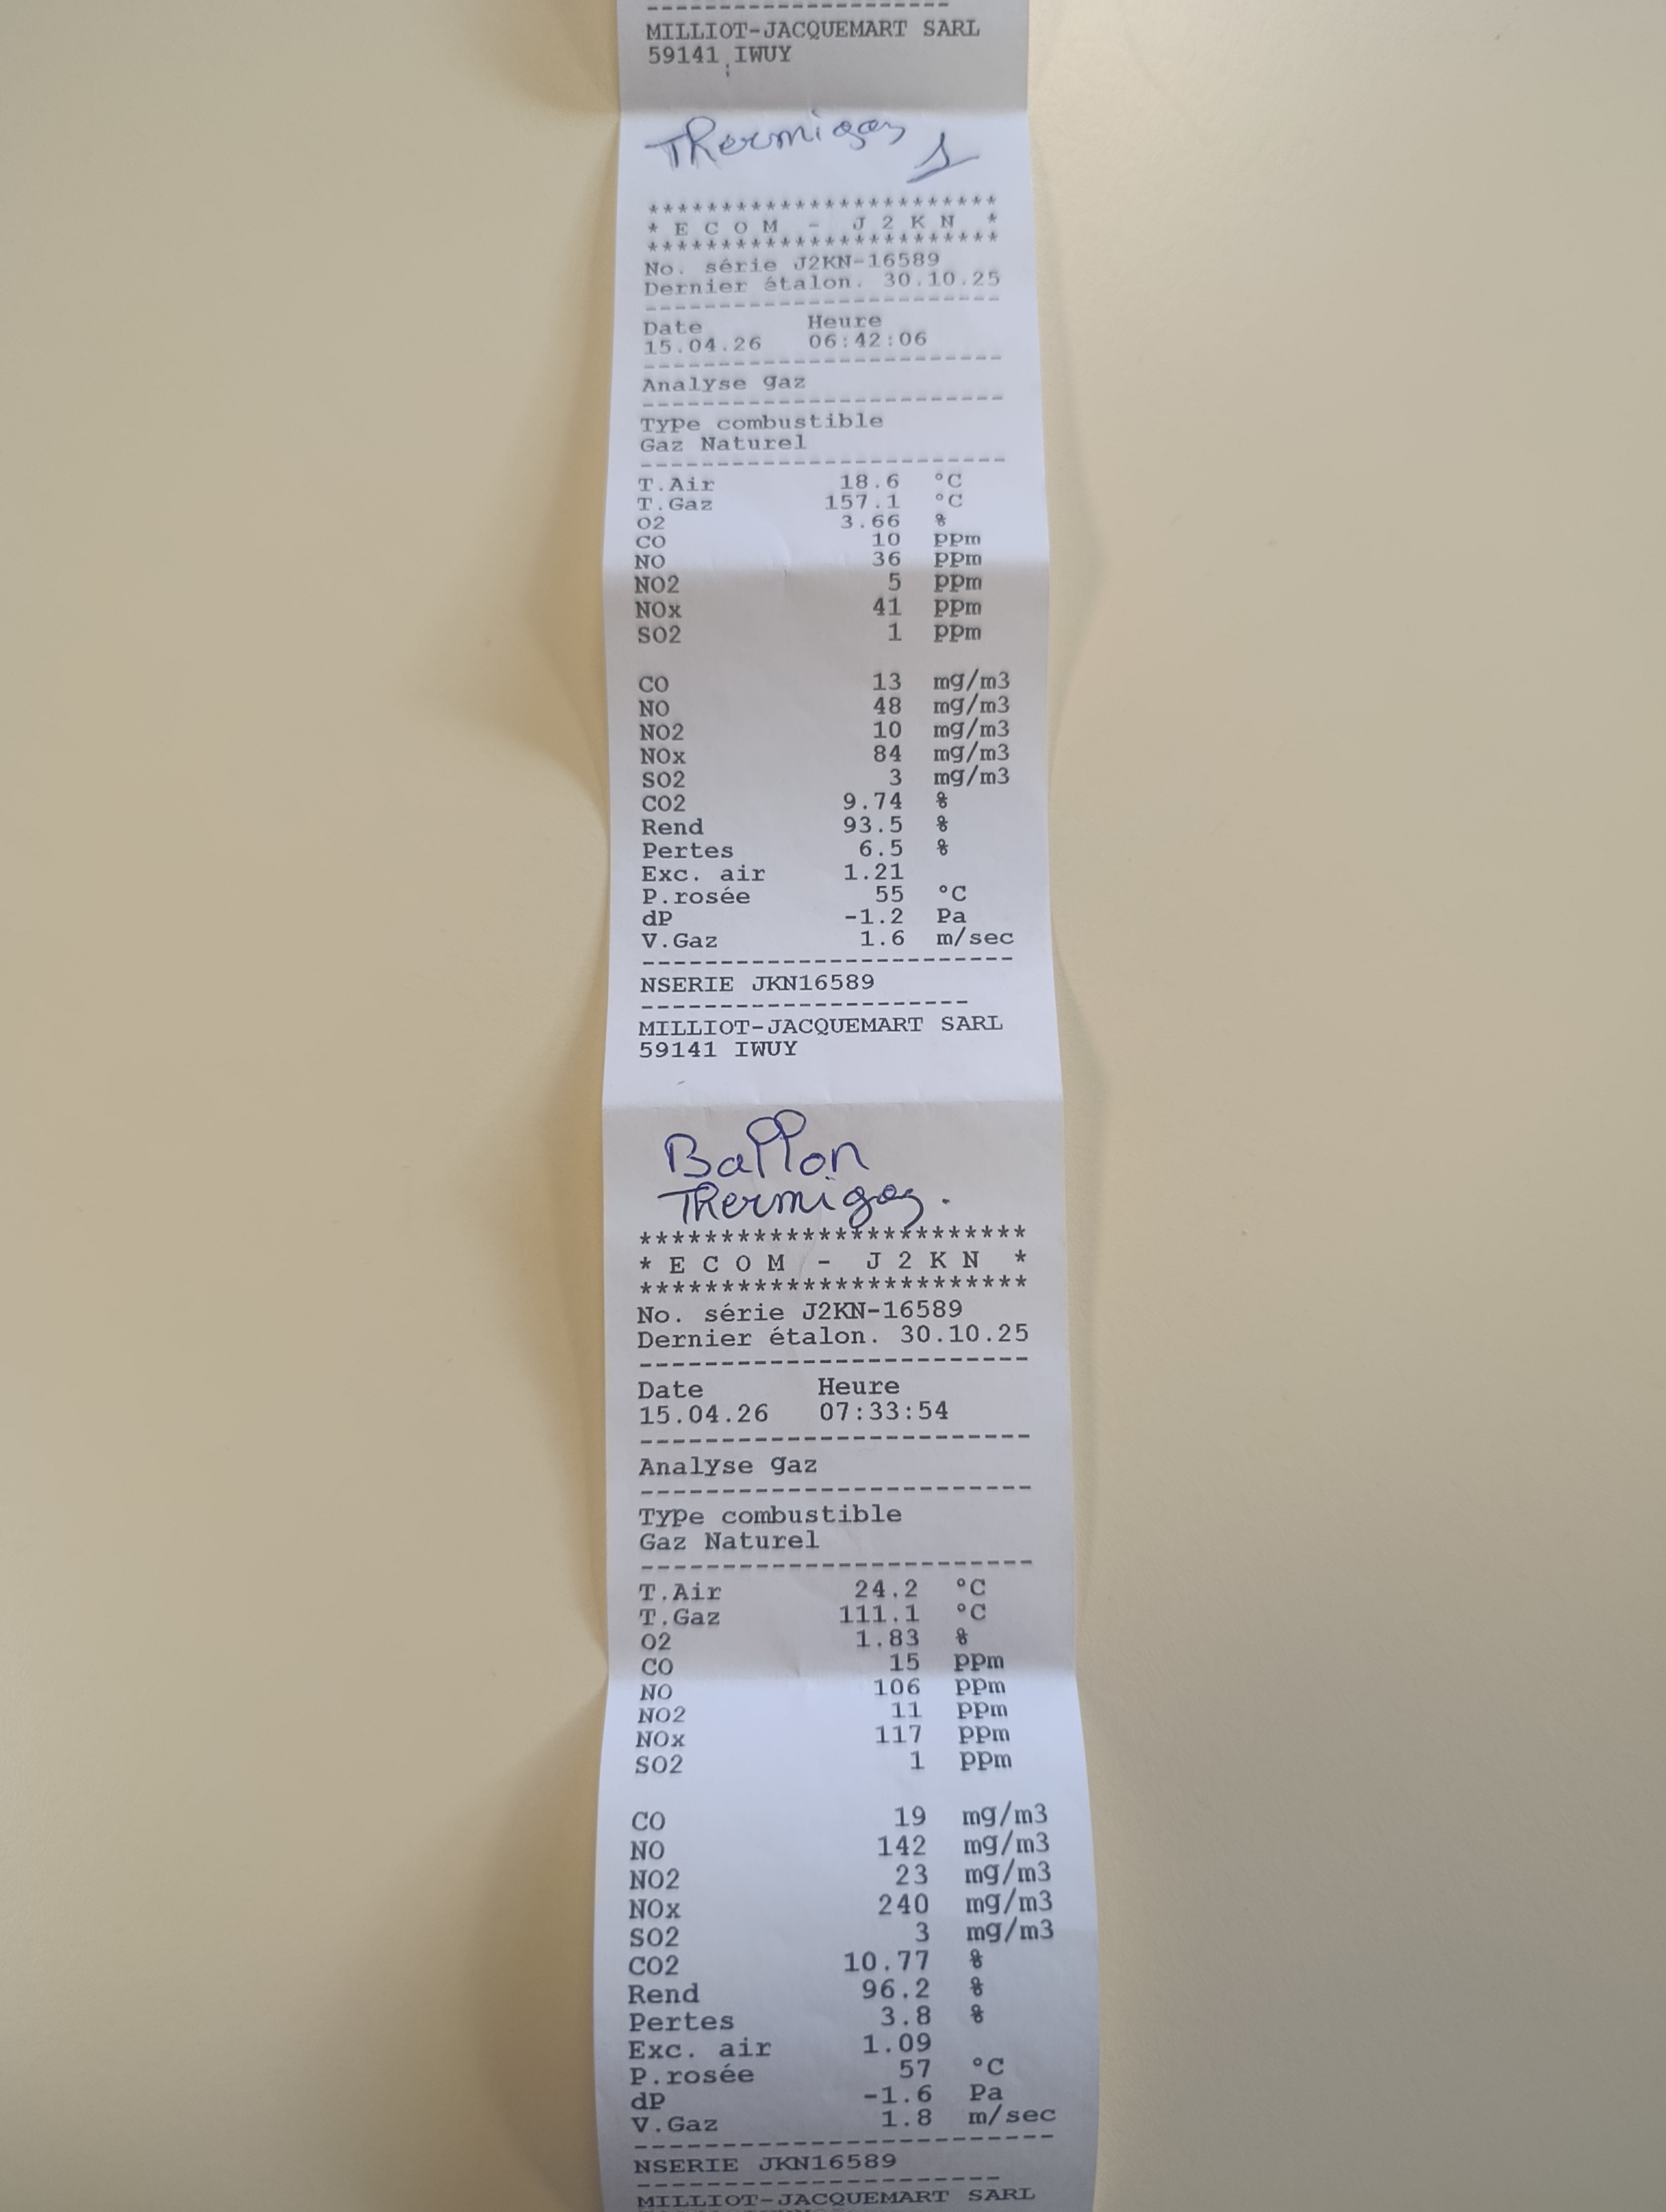 ------------------------
MILLIOT-JACQUEMART SARL
59141 IWUY
Thermigas 1
************************
* E C O M  -  J 2 K N *
************************
No. série J2KN-16589
Dernier étalon. 30.10.25
------------------------
Date Heure
15.04.26 06:42:06
------------------------
Analyse gaz
------------------------
Type combustible
Gaz Naturel
------------------------
T.Air 18.6 °C
T.Gaz 157.1 °C
O2 3.66 %
CO 10 ppm
NO 36 ppm
NO2 5 ppm
NOx 41 ppm
SO2 1 ppm
CO 13 mg/m3
NO 48 mg/m3
NO2 10 mg/m3
NOx 84 mg/m3
SO2 3 mg/m3
CO2 9.74 %
Rend 93.5 %
Pertes 6.5 %
Exc. air 1.21
P.rosée 55 °C
dP -1.2 Pa
V.Gaz 1.6 m/sec
------------------------
NSERIE JKN16589
---------------------
MILLIOT-JACQUEMART SARL
59141 IWUY
Ballon
Thermigas.
************************
* E C O M  -  J 2 K N *
************************
No. série J2KN-16589
Dernier étalon. 30.10.25
------------------------
Date Heure
15.04.26 07:33:54
------------------------
Analyse gaz
------------------------
Type combustible
Gaz Naturel
------------------------
T.Air 24.2 °C
T.Gaz 111.1 °C
O2 1.83 %
CO 15 ppm
NO 106 ppm
NO2 11 ppm
NOx 117 ppm
SO2 1 ppm
CO 19 mg/m3
NO 142 mg/m3
NO2 23 mg/m3
NOx 240 mg/m3
SO2 3 mg/m3
CO2 10.77 %
Rend 96.2 %
Pertes 3.8 %
Exc. air 1.09
P.rosée 57 °C
dP -1.6 Pa
V.Gaz 1.8 m/sec
------------------------
NSERIE JKN16589
---------------------
MILLIOT-JACQUEMART SARL